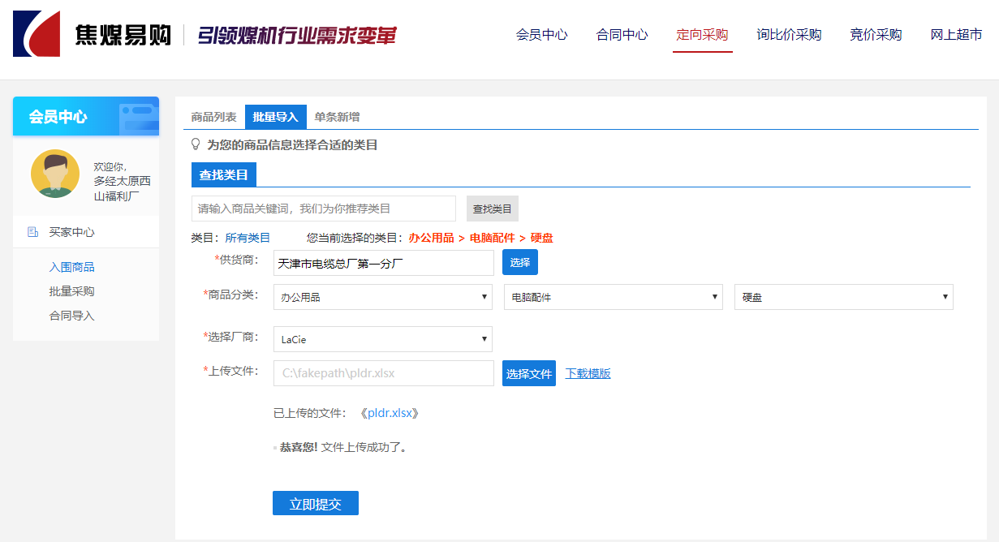 焦煤易购 引领煤机行业需求变革 会员中心 合同中心 定向采购 询比价采购 竞价采购 网上超市
会员中心
欢迎你,
多经太原西
山福利厂
买家中心
入围商品
批量采购
合同导入
商品列表 批量导入 单条新增
为您的商品信息选择合适的类目
查找类目
请输入商品关键词，我们为你推荐类目 查找类目
类目：所有类目 您当前选择的类目：办公用品 > 电脑配件 > 硬盘
*供货商： 天津市电缆总厂第一分厂 选择
*商品分类： 办公用品 电脑配件 硬盘
*选择厂商： LaCie
*上传文件： C:\fakepath\pldr.xlsx 选择文件 下载模版
已上传的文件： 《pldr.xlsx》
恭喜您! 文件上传成功了。
立即提交